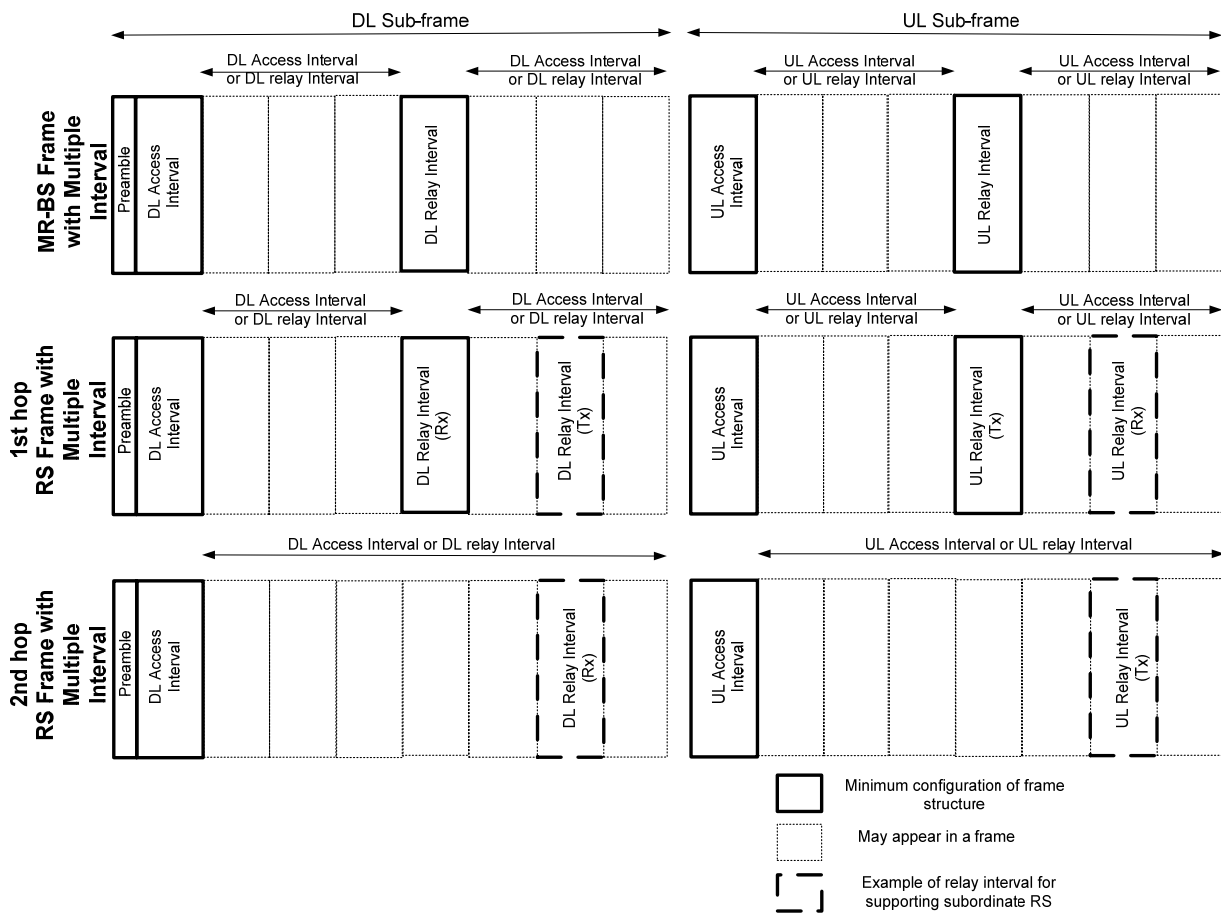 DL Sub-frame
UL Sub-frame
DL Access Interval
or DL relay Interval
DL Access Interval
or DL relay Interval
UL Access Interval
or UL relay Interval
UL Access Interval
or UL relay Interval
MR-BS Frame
with Multiple
Interval
Preamble
DL Access
Interval
DL Relay Interval
UL Access
Interval
UL Relay Interval
DL Access Interval
or DL relay Interval
DL Access Interval
or DL relay Interval
UL Access Interval
or UL relay Interval
UL Access Interval
or UL relay Interval
1st hop
RS Frame with
Multiple
Interval
Preamble
DL Access
Interval
DL Relay Interval
(Rx)
DL Relay Interval
(Tx)
UL Access
Interval
UL Relay Interval
(Tx)
UL Relay Interval
(Rx)
DL Access Interval or DL relay Interval
UL Access Interval or UL relay Interval
2nd hop
RS Frame with
Multiple
Interval
Preamble
DL Access
Interval
DL Relay Interval
(Rx)
UL Access
Interval
UL Relay Interval
(Tx)
Minimum configuration of frame
structure
May appear in a frame
Example of relay interval for
supporting subordinate RS